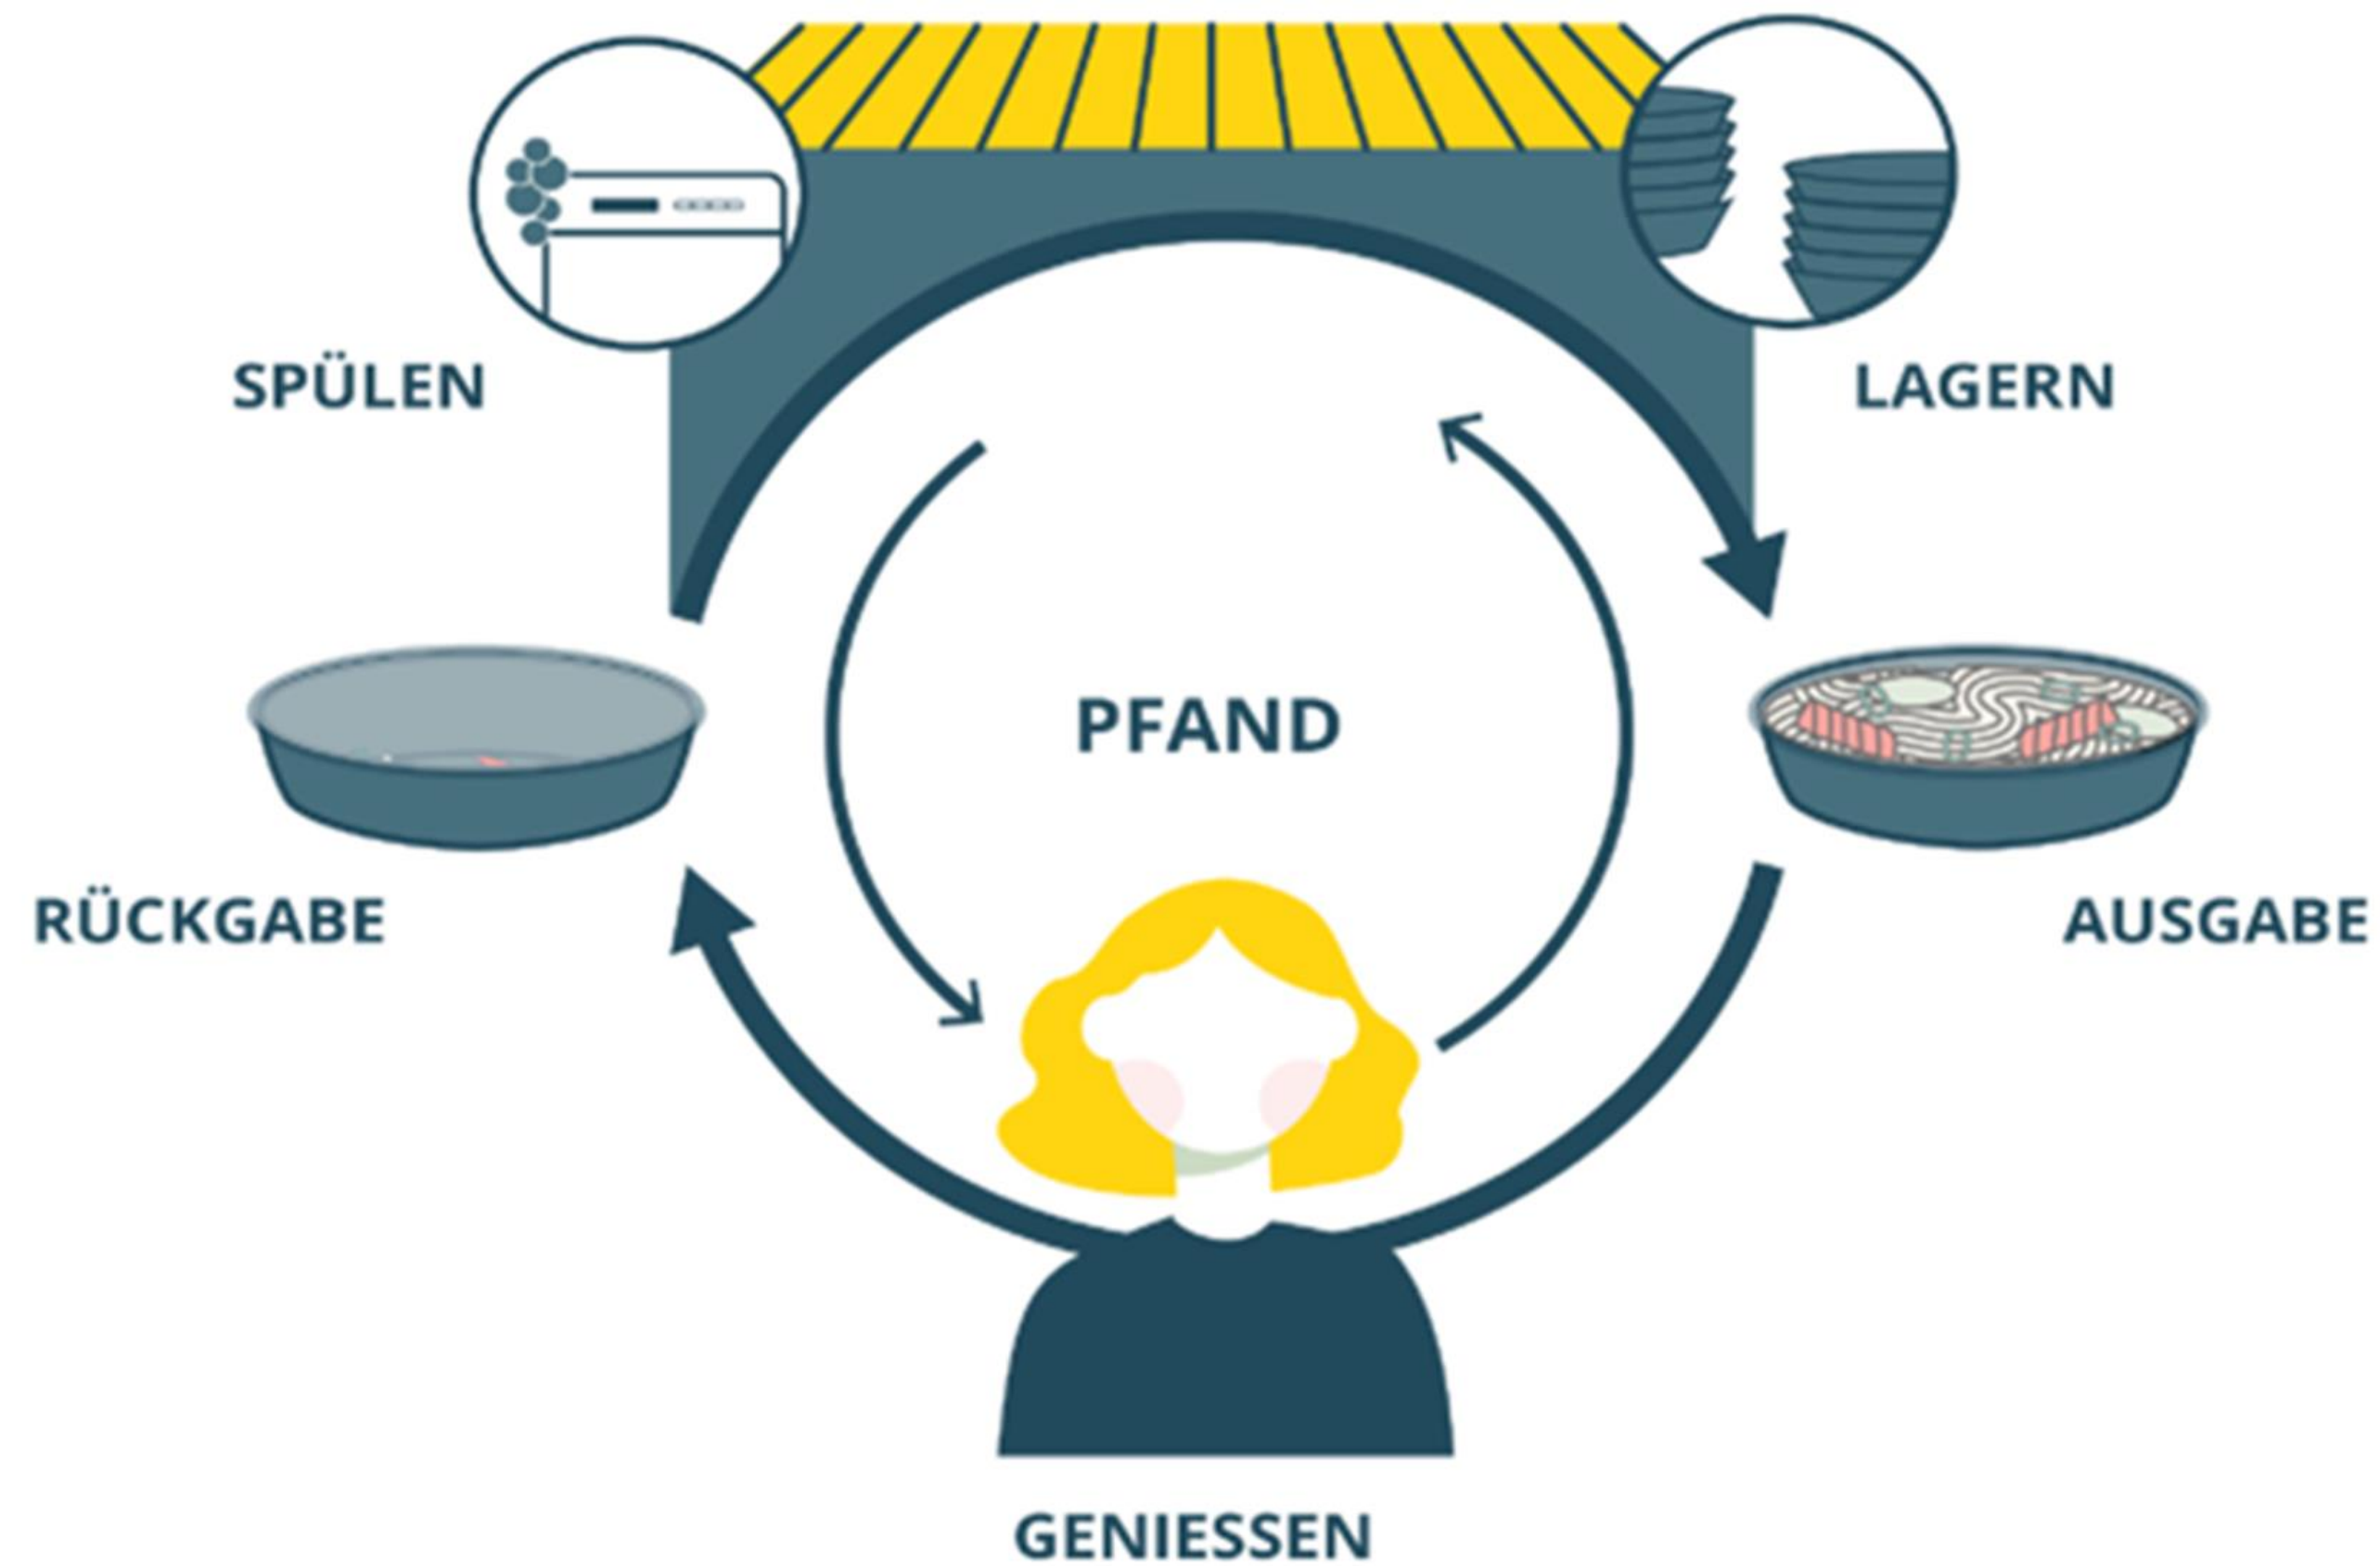 SPÜLEN
LAGERN
PFAND
RÜCKGABE
AUSGABE
GENIESSEN